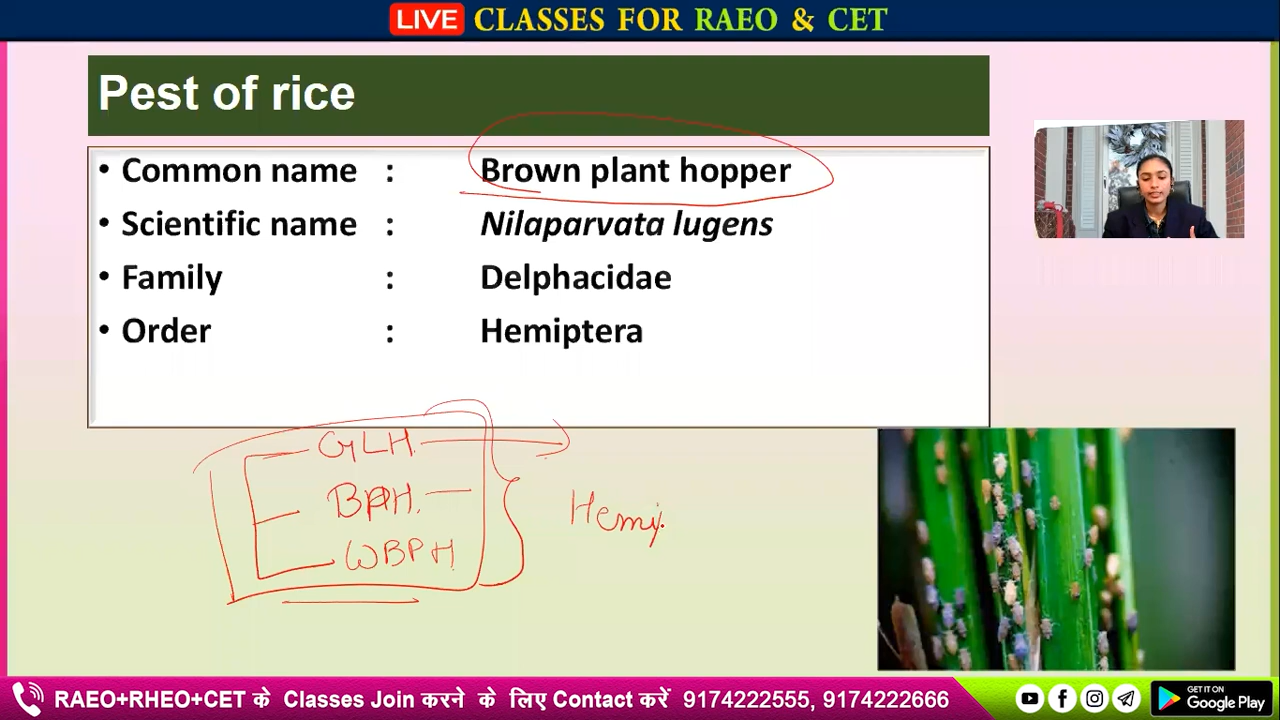 LIVE CLASSES FOR RAEO & CET
Pest of rice
• Common name : Brown plant hopper
• Scientific name : Nilaparvata lugens
• Family : Delphacidae
• Order : Hemiptera
GLH
BPH
WBPH
Hemi
RAEO+RHEO+CET के Classes Join करने के लिए Contact करें 9174222555, 9174222666
GET IT ON
Google Play